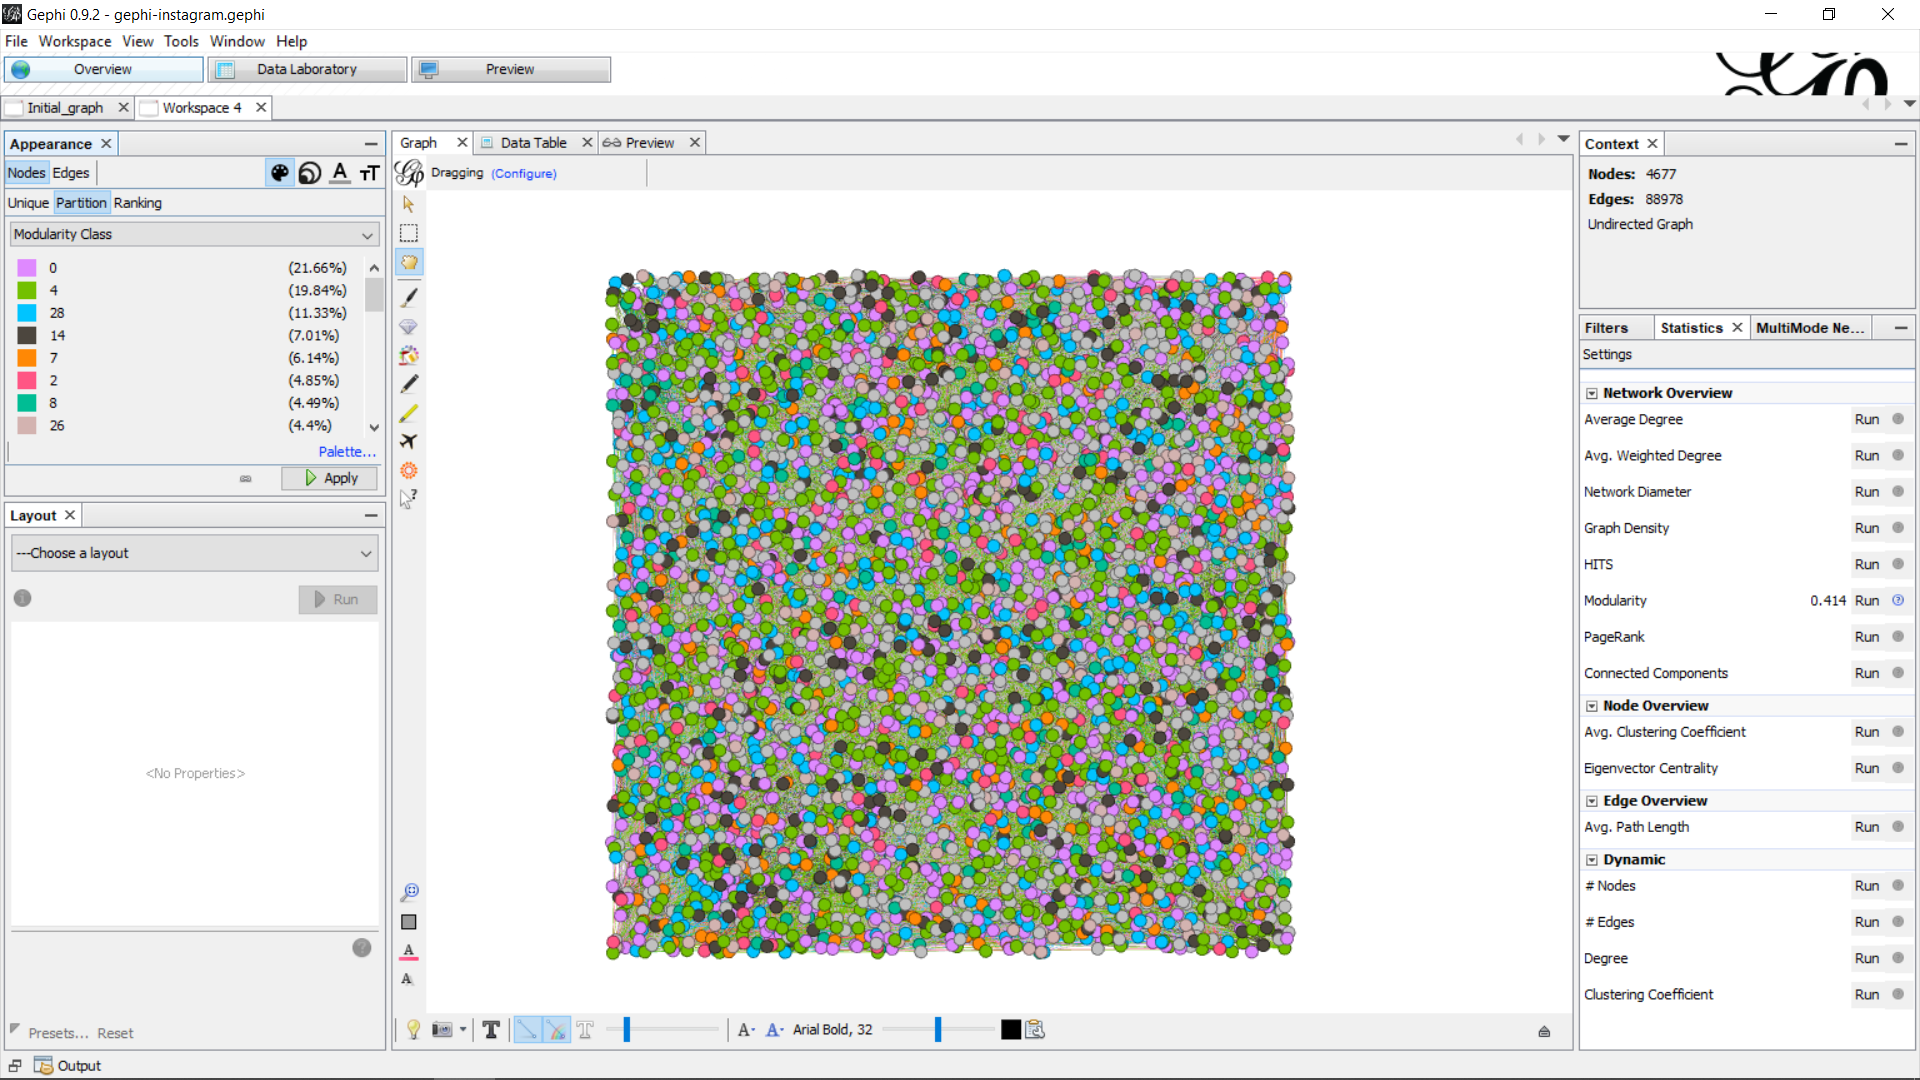 Gephi 0.9.2 - gephi-instagram.gephi
File Workspace View Tools Window Help
Overview Data Laboratory Preview
Initial_graph Workspace 4
Appearance
Nodes Edges A TT
Unique Partition Ranking
Modularity Class
0 (21.66%)
4 (19.84%)
28 (11.33%)
14 (7.01%)
7 (6.14%)
2 (4.85%)
8 (4.49%)
26 (4.4%)
Palette...
Apply
Layout
---Choose a layout
Run
<No Properties>
Presets... Reset
Graph Data Table Preview
Dragging (Configure)
A
A
T T A A Arial Bold, 32
Context
Nodes: 4677
Edges: 88978
Undirected Graph
Filters Statistics MultiMode Ne...
Settings
Network Overview
Average Degree Run
Avg. Weighted Degree Run
Network Diameter Run
Graph Density Run
HITS Run
Modularity 0.414 Run
PageRank Run
Connected Components Run
Node Overview
Avg. Clustering Coefficient Run
Eigenvector Centrality Run
Edge Overview
Avg. Path Length Run
Dynamic
# Nodes Run
# Edges Run
Degree Run
Clustering Coefficient Run
Output